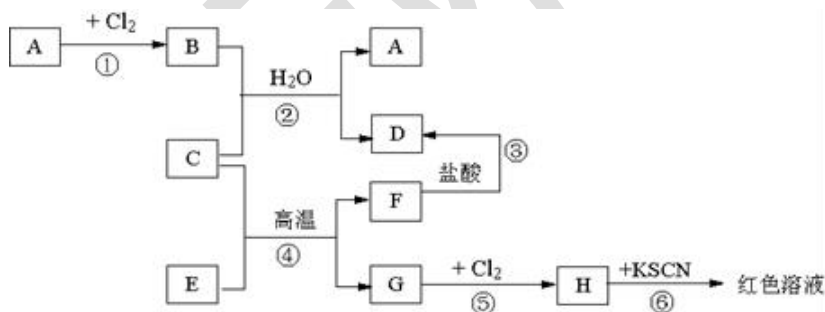 A
+ Cl₂
①
B
H₂O
②
A
C
D
③
盐酸
F
高温
④
E
G
+ Cl₂
⑤
H
+KSCN
⑥
红色溶液